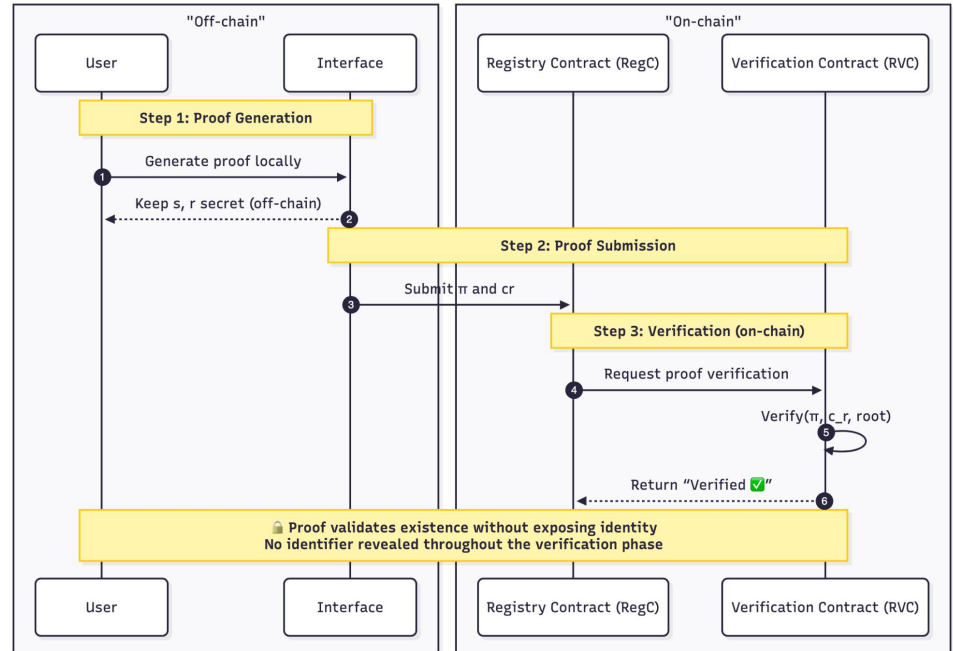 "Off-chain"
"On-chain"
User
Interface
Registry Contract (RegC)
Verification Contract (RVC)
Step 1: Proof Generation
1
Generate proof locally
Keep s, r secret (off-chain)
2
Step 2: Proof Submission
3
Submit π and cr
Step 3: Verification (on-chain)
4
Request proof verification
Verify(π, c_r, root)
5
Return “Verified ✅”
6
🔒 Proof validates existence without exposing identity
No identifier revealed throughout the verification phase
User
Interface
Registry Contract (RegC)
Verification Contract (RVC)